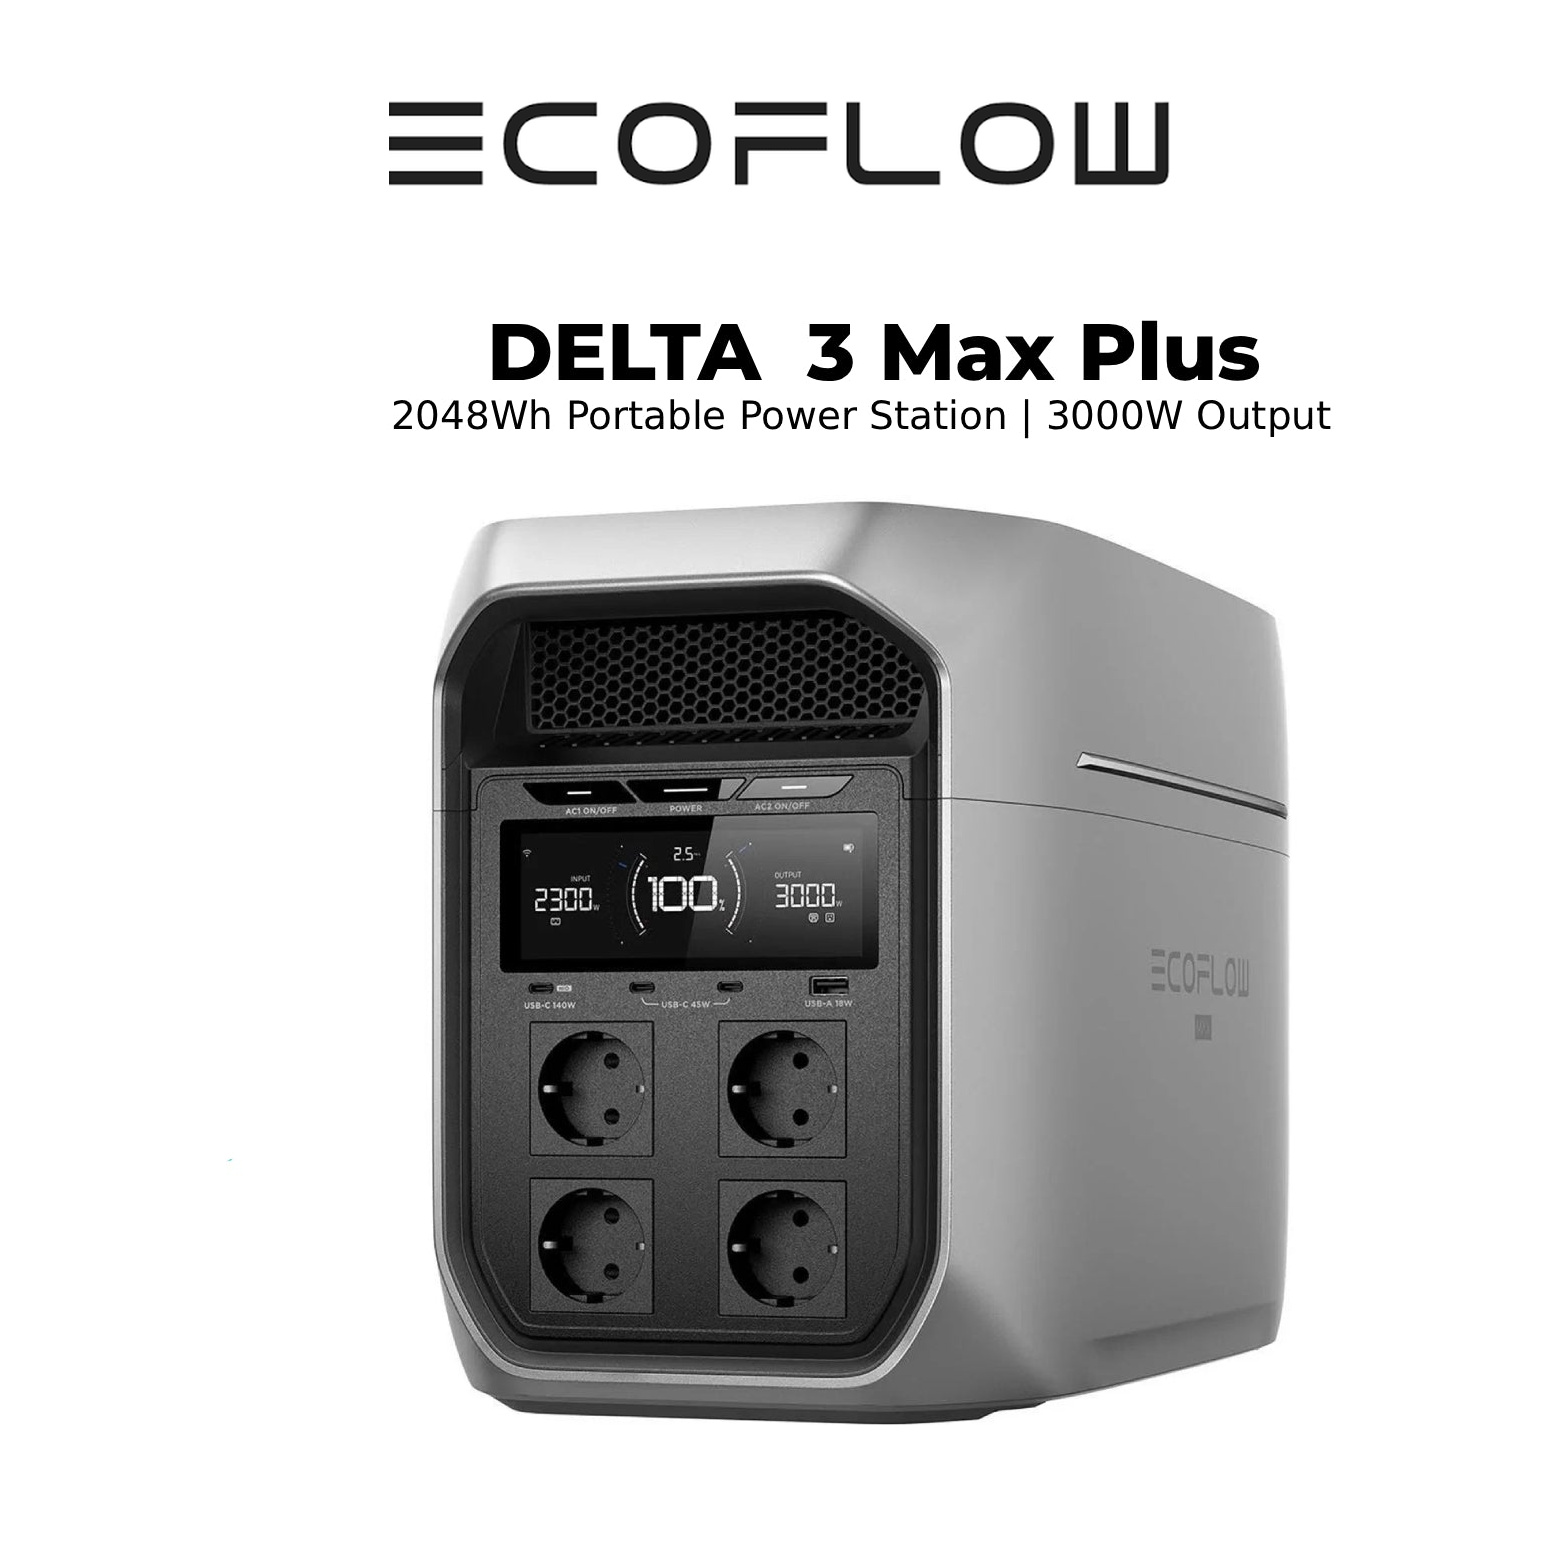 ECOFLOW
DELTA 3 Max Plus
2048Wh Portable Power Station | 3000W Output
AC1 ON/OFF
POWER
AC2 ON/OFF
2.5
INPUT
OUTPUT
2300W
100%
3000W
USB-C 140W
USB-C 45W
USB-A 18W
ECOFLOW